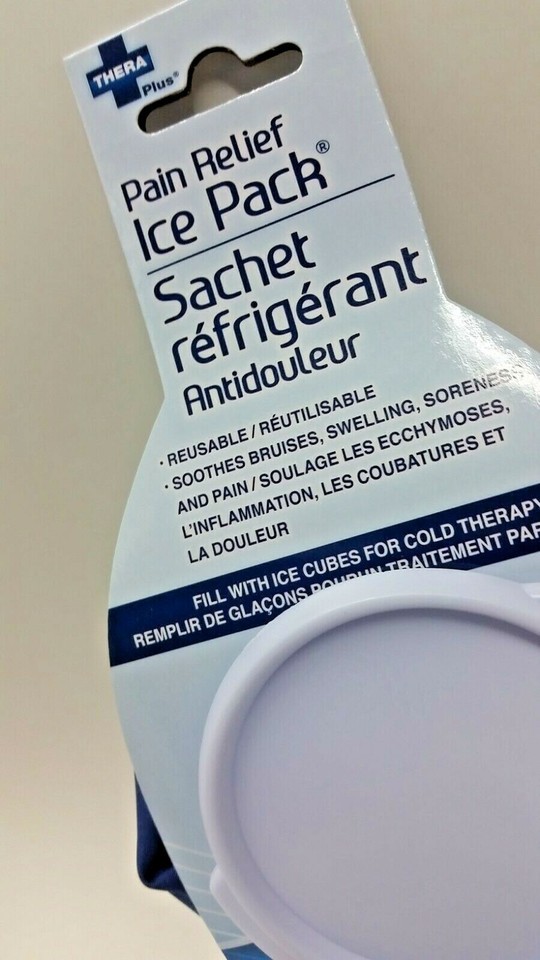 THERA
Plus®
Pain Relief
Ice Pack®
Sachet
réfrigérant
Antidouleur
· REUSABLE / RÉUTILISABLE
· SOOTHES BRUISES, SWELLING, SORENESS
AND PAIN / SOULAGE LES ECCHYMOSES,
L'INFLAMMATION, LES COUBATURES ET
LA DOULEUR
FILL WITH ICE CUBES FOR COLD THERAPY
REMPLIR DE GLAÇONS POUR UN TRAITEMENT PAR